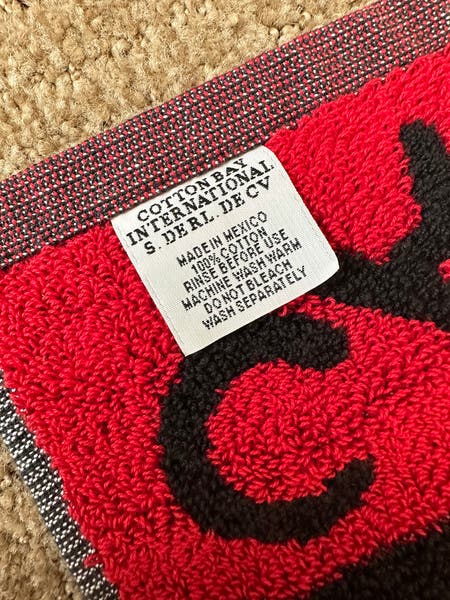 COTTON BAY
INTERNATIONAL
S. DE RL. DE CV
MADE IN MEXICO
100% COTTON
RINSE BEFORE USE
MACHINE WASH WARM
DO NOT BLEACH
WASH SEPARATELY